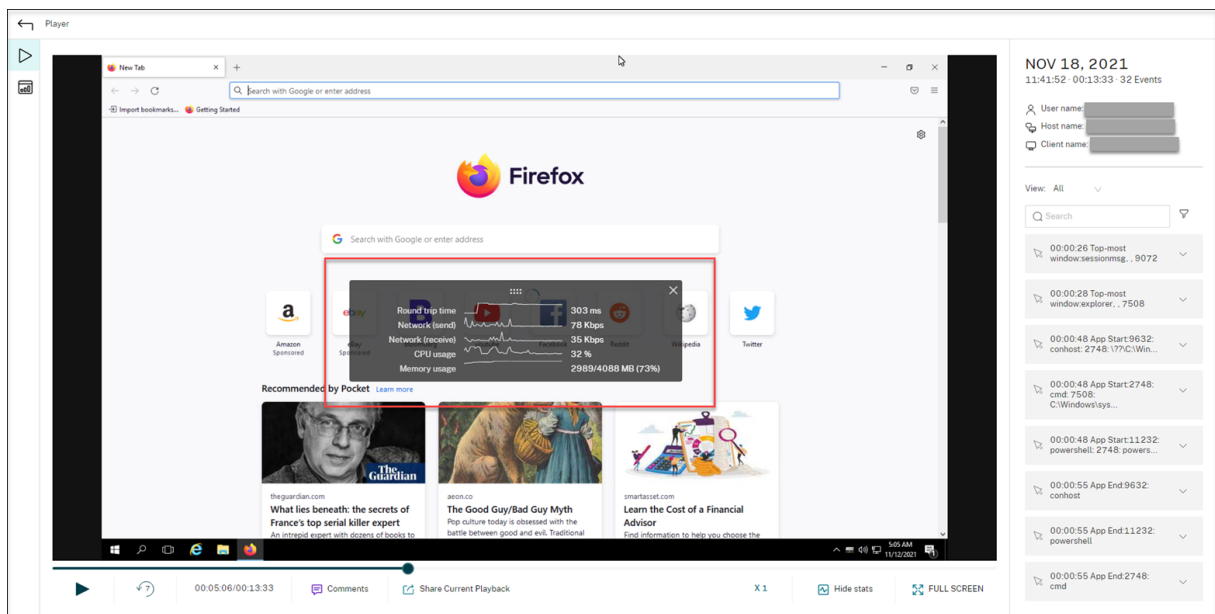 Player
New Tab
Search with Google or enter address
Import bookmarks... Getting Started
Firefox
Search with Google or enter address
Round trip time 303 ms
Network (send) 78 Kbps
Network (receive) 35 Kbps
CPU usage 32 %
Memory usage 2989/4088 MB (73%)
Amazon
Sponsored
eBay
Sponsored
Facebook
Reddit
Wikipedia
Twitter
Recommended by Pocket Learn more
The Guardian
theguardian.com
What lies beneath: the secrets of
France's top serial killer expert
An intrepid expert with dozens of books to
aeon.co
The Good Guy/Bad Guy Myth
Pop culture today is obsessed with the
battle between good and evil. Traditional
smartasset.com
Learn the Cost of a Financial
Advisor
Find information to help you choose the
5:05 AM
11/12/2021
00:05:06/00:13:33
Comments
Share Current Playback
X 1
Hide stats
FULL SCREEN
NOV 18, 2021
11:41:52 · 00:13:33 · 32 Events
User name:
Host name:
Client name:
View: All
Search
00:00:26 Top-most
window:sessionmsg, , 9072
00:00:28 Top-most
window:explorer, , 7508
00:00:48 App Start:9632:
conhost: 2748: \??\C:\Win...
00:00:48 App Start:2748:
cmd: 7508:
C:\Windows\sys...
00:00:48 App Start:11232:
powershell: 2748: powers...
00:00:55 App End:9632:
conhost
00:00:55 App End:11232:
powershell
00:00:55 App End:2748:
cmd